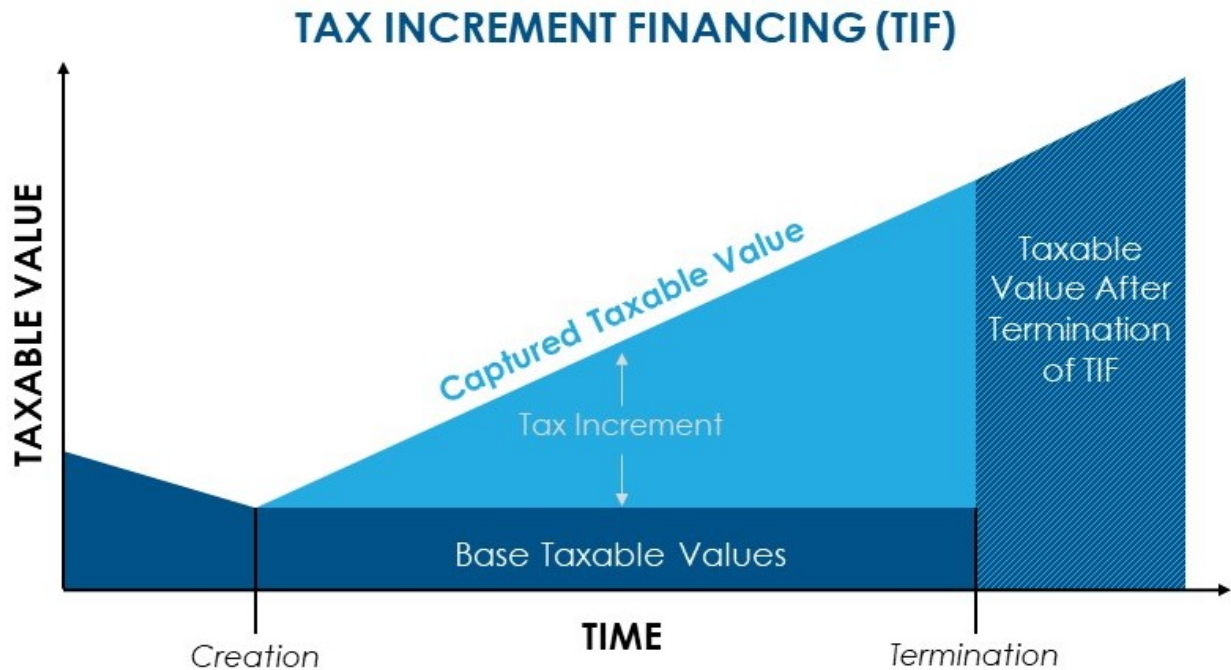 TAX INCREMENT FINANCING (TIF)
TAXABLE VALUE
Captured Taxable Value
Tax Increment
Base Taxable Values
Taxable
Value After
Termination
of TIF
Creation
TIME
Termination